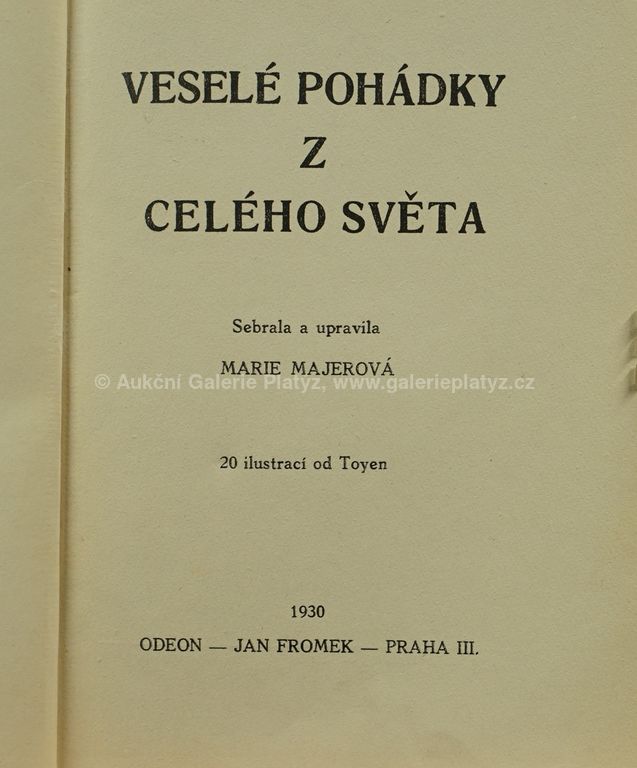 VESELÉ POHÁDKY
Z
CELÉHO SVĚTA
Sebrala a upravila
MARIE MAJEROVÁ
© Aukční Galerie Platýz, www.galerieplatyz.cz
20 ilustrací od Toyen
1930
ODEON — JAN FROMEK — PRAHA III.